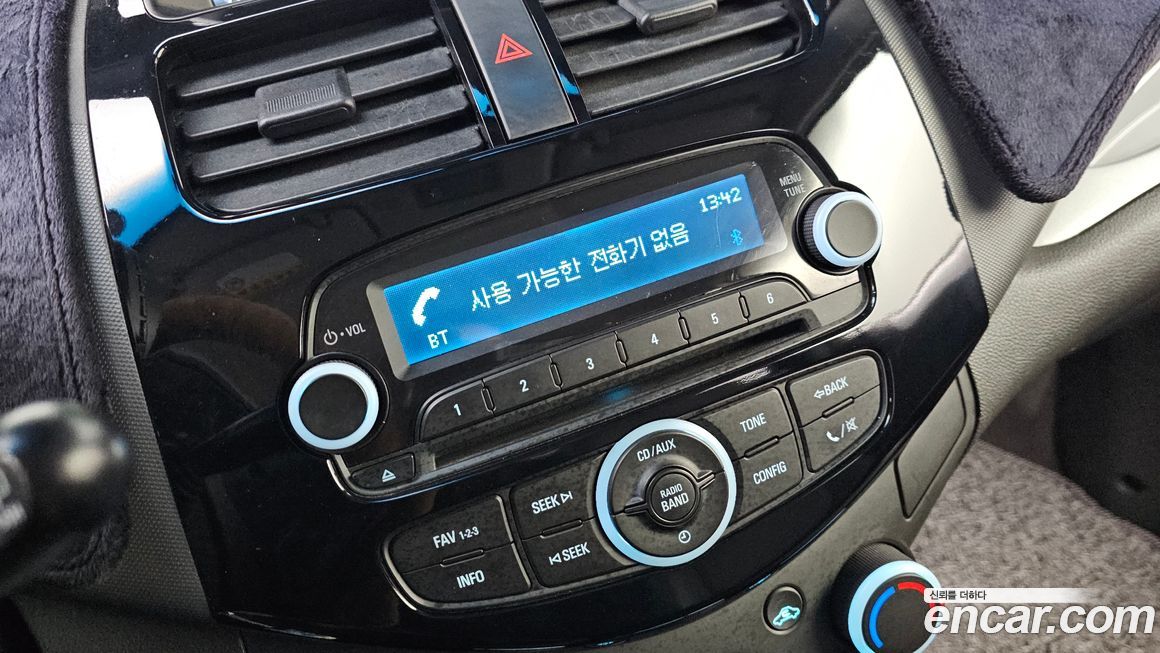 13:42
사용 가능한 전화기 없음
BT
MENU
TUNE
VOL
1
2
3
4
5
6
CD/AUX
RADIO
BAND
TONE
CONFIG
BACK
SEEK
SEEK
FAV 1-2-3
INFO
신뢰를 더하다
encar.com